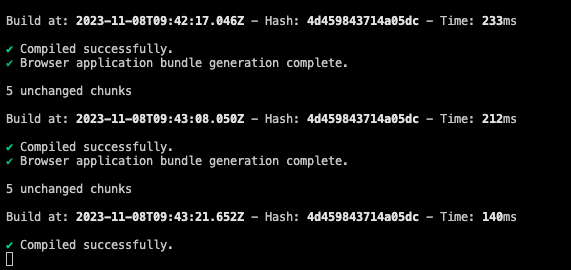 Build at: 2023-11-08T09:42:17.046Z - Hash: 4d459843714a05dc - Time: 233ms
✔ Compiled successfully.
✔ Browser application bundle generation complete.
5 unchanged chunks
Build at: 2023-11-08T09:43:08.050Z - Hash: 4d459843714a05dc - Time: 212ms
✔ Compiled successfully.
✔ Browser application bundle generation complete.
5 unchanged chunks
Build at: 2023-11-08T09:43:21.652Z - Hash: 4d459843714a05dc - Time: 140ms
✔ Compiled successfully.